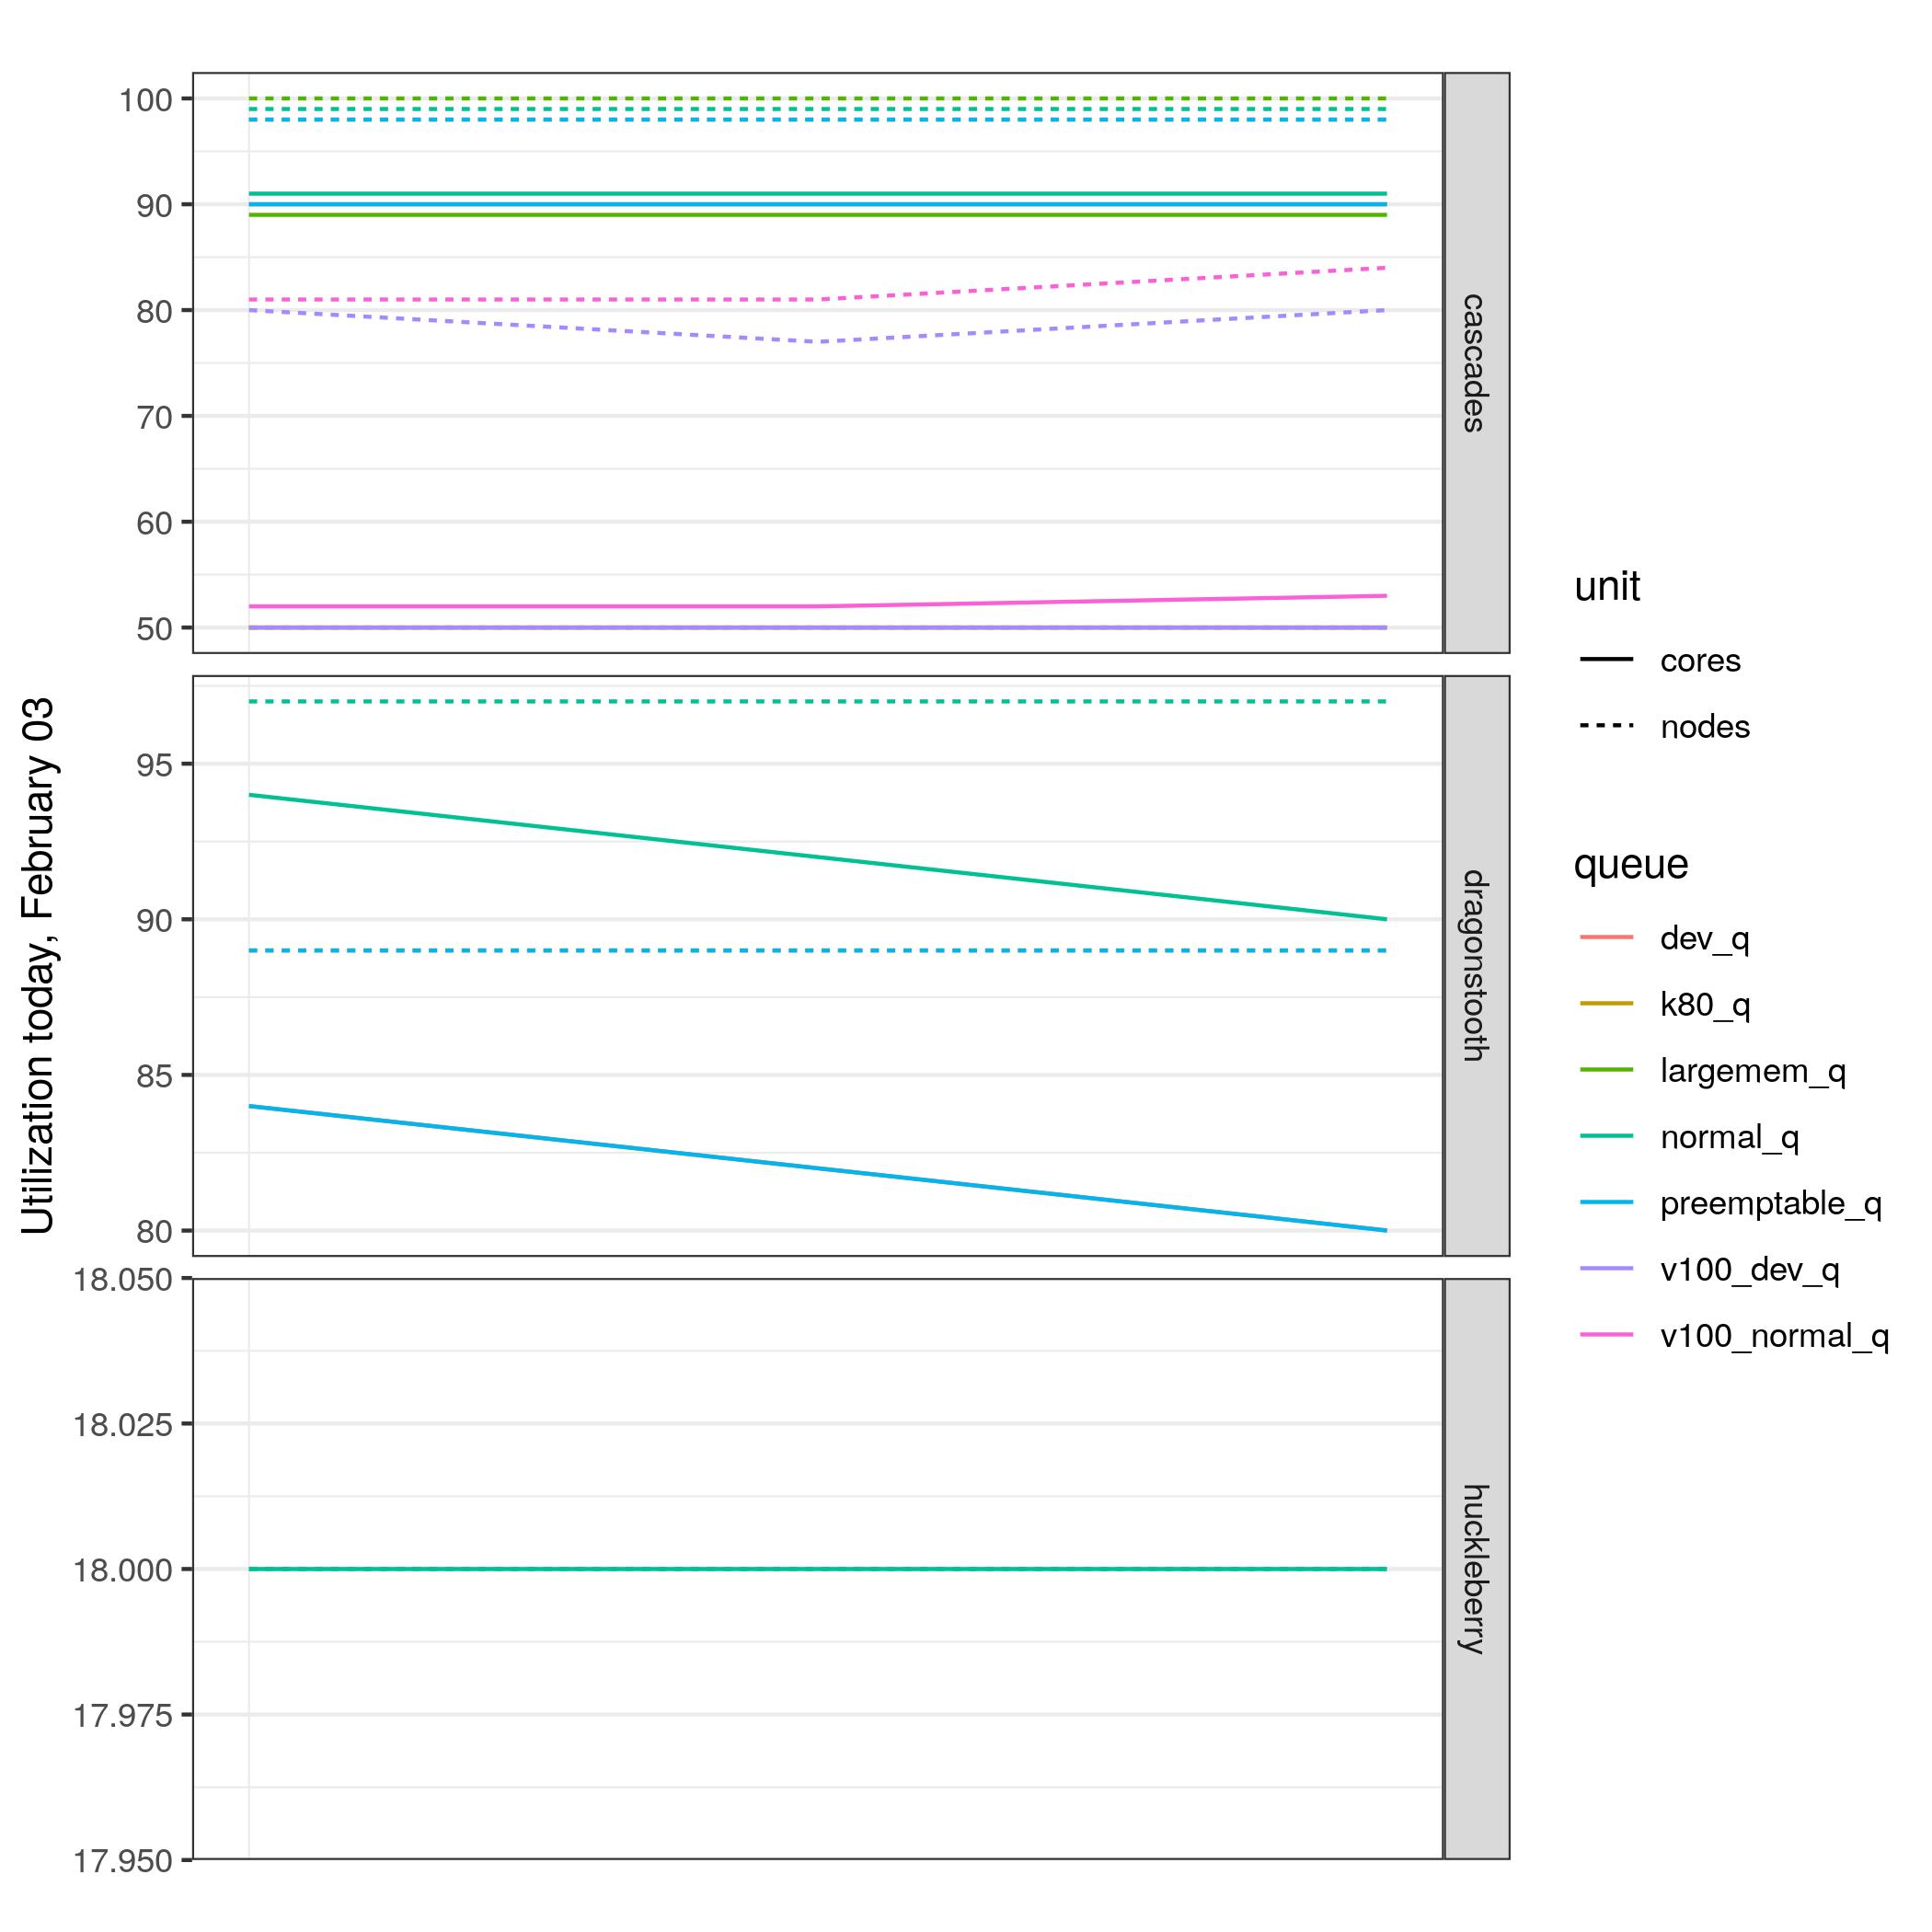 Utilization today, February 03
100
90
80
70
60
50
cascades
95
90
85
80
dragonstooth
18.050
18.025
18.000
17.975
17.950
huckleberry
unit
cores
nodes
queue
dev_q
k80_q
largemem_q
normal_q
preemptable_q
v100_dev_q
v100_normal_q